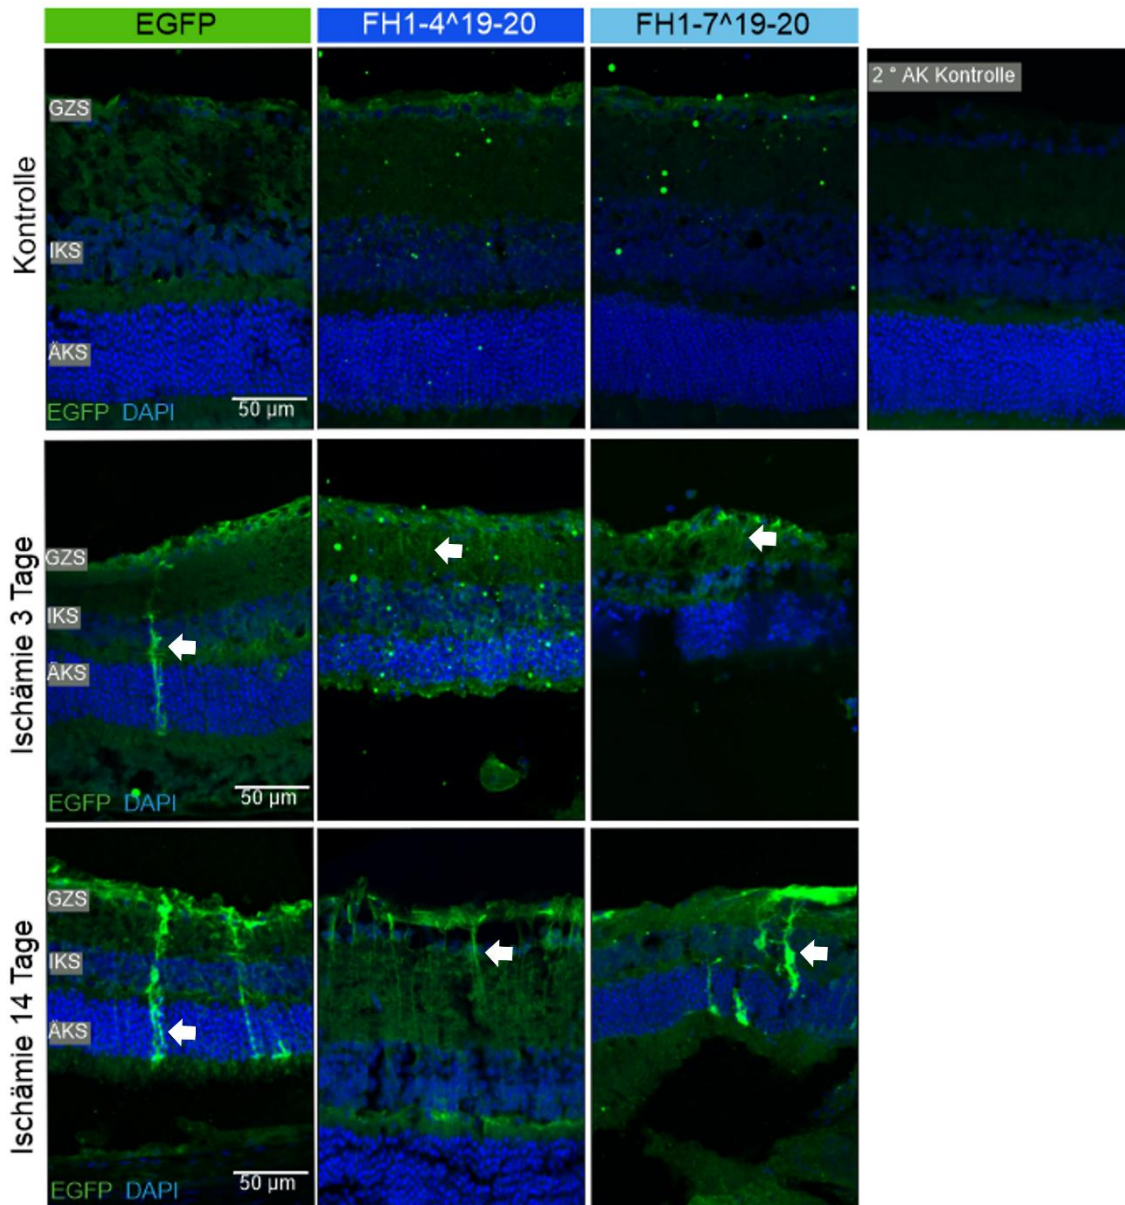 EGFP FH1-4^19-20 FH1-7^19-20
2 ° AK Kontrolle
Kontrolle
GZS
IKS
ÄKS
EGFP DAPI 50 µm
Ischämie 3 Tage
GZS
IKS
ÄKS
EGFP DAPI 50 µm
Ischämie 14 Tage
GZS
IKS
ÄKS
EGFP DAPI 50 µm